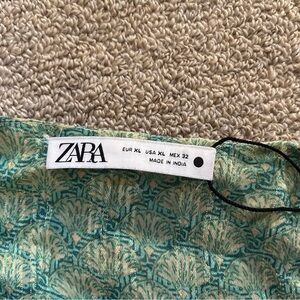 ZARA
EUR XL USA XL MEX 32
MADE IN INDIA